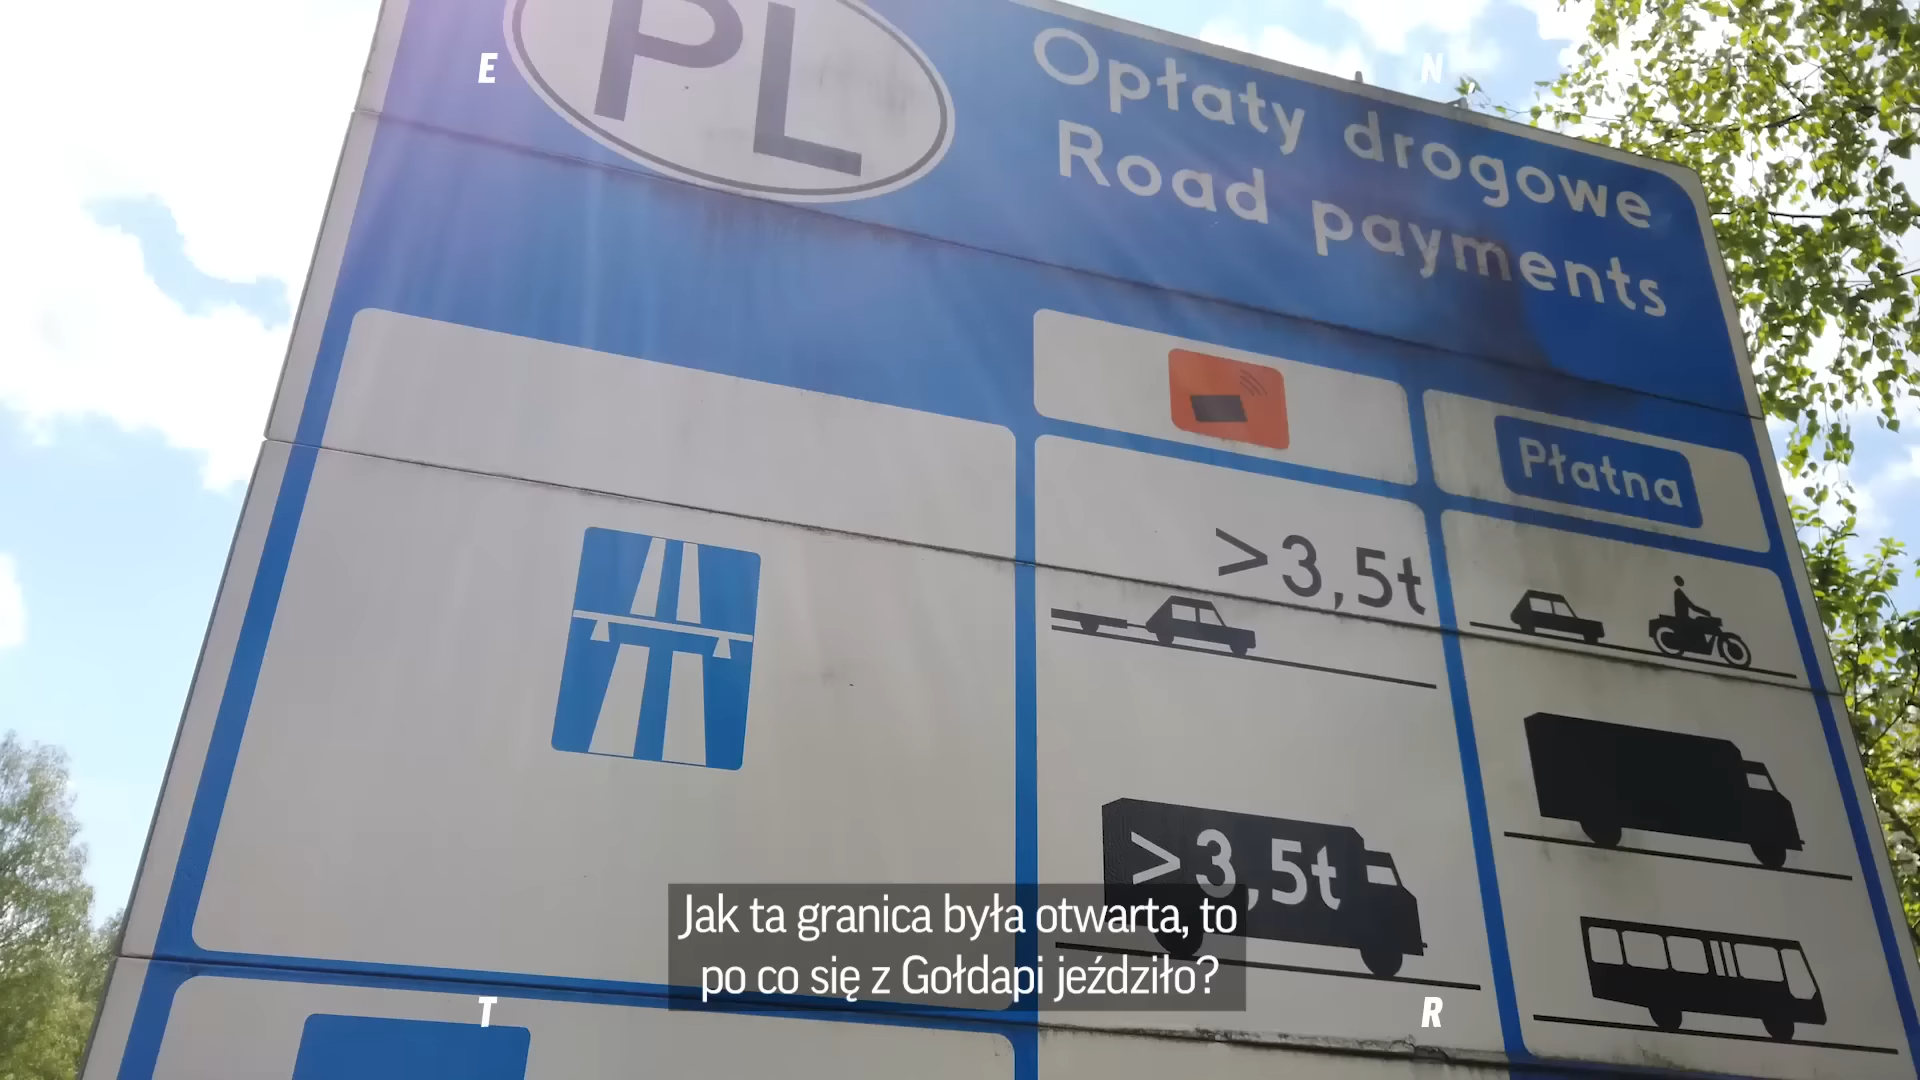 PL
Opłaty drogowe
Road payments
E
N
Płatna
>3,5t
>3,5t
Jak ta granica była otwarta, to
po co się z Gołdapi jeździło?
T
R